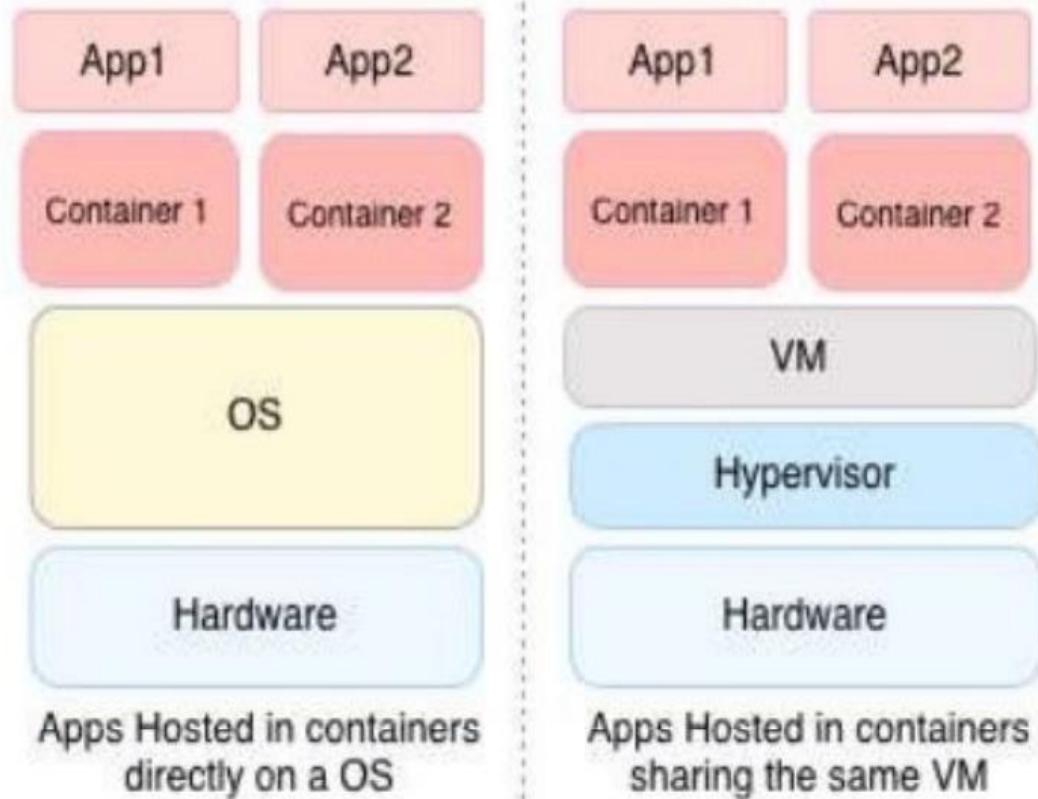 App1
App2
Container 1
Container 2
OS
Hardware
Apps Hosted in containers
directly on a OS
App1
App2
Container 1
Container 2
VM
Hypervisor
Hardware
Apps Hosted in containers
sharing the same VM